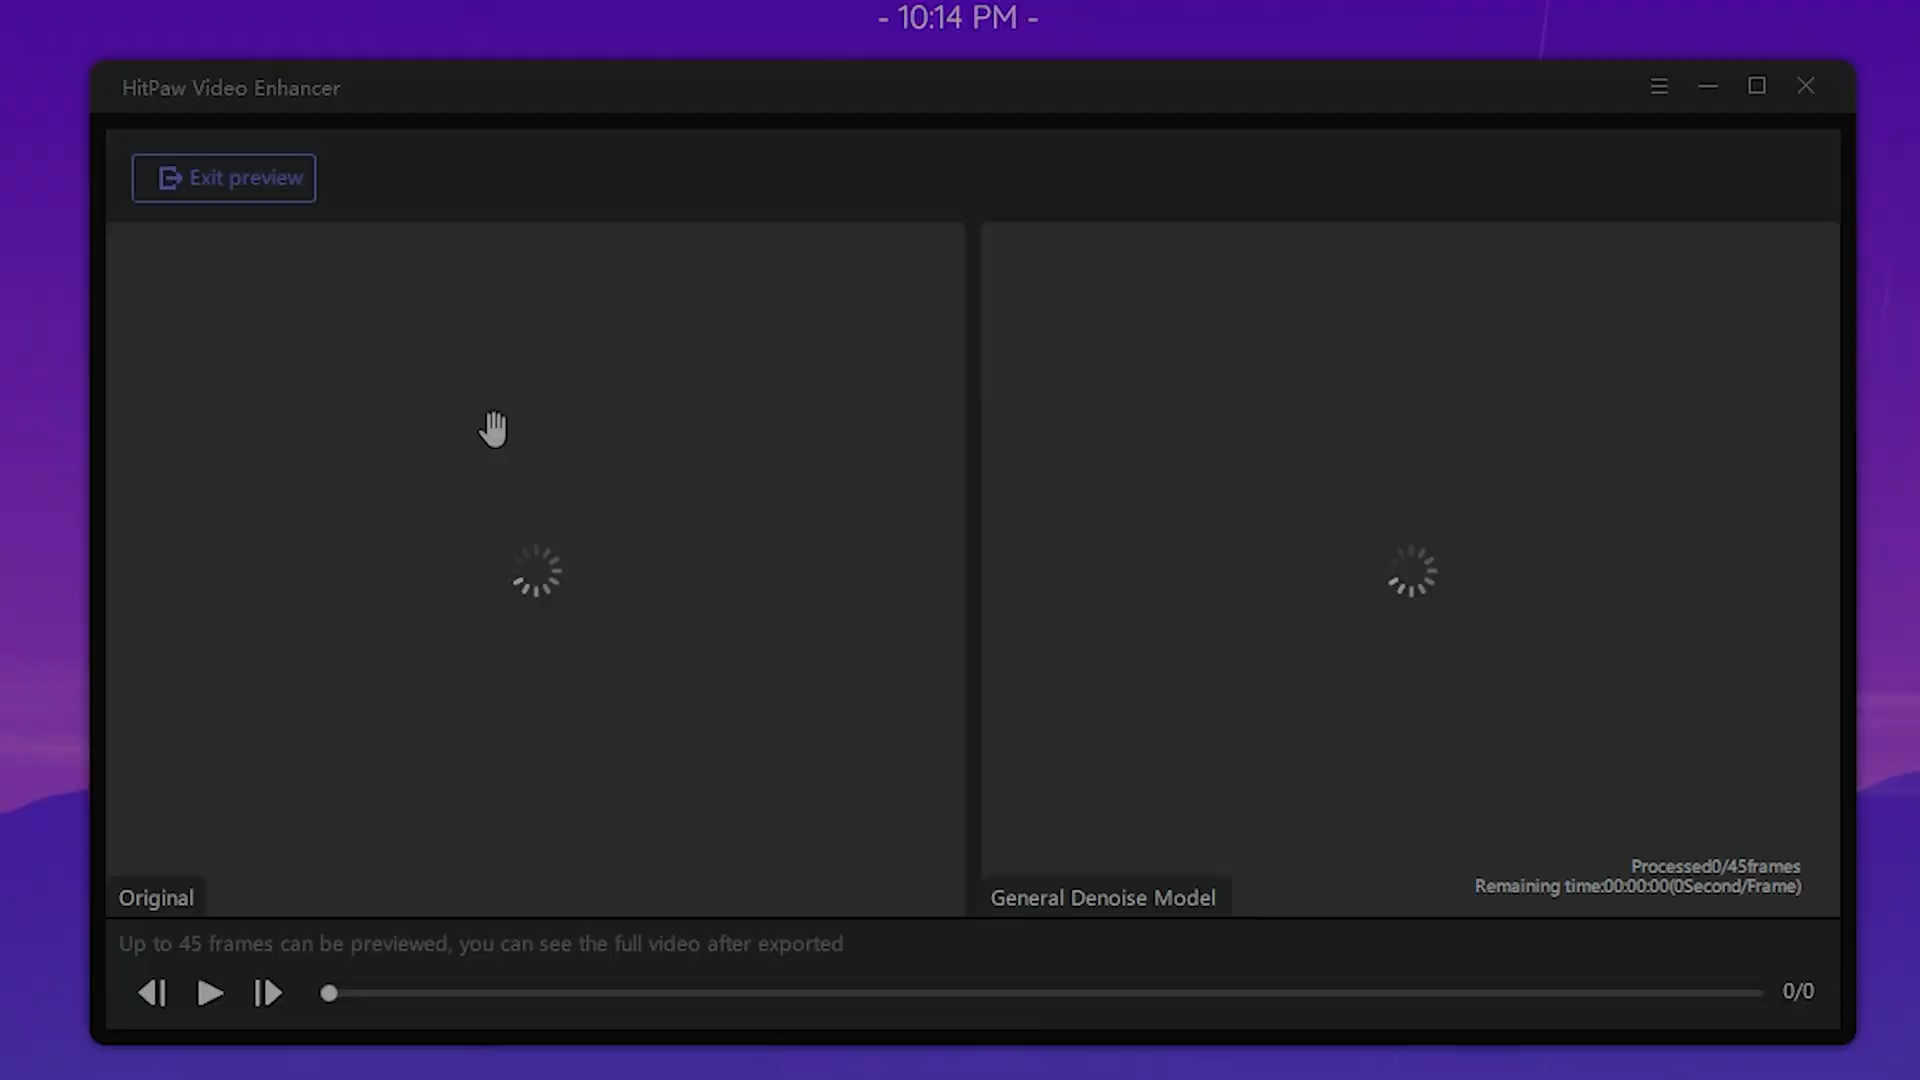 - 10:14 PM -
HitPaw Video Enhancer
Exit preview
Processed0/45frames
Remaining time:00:00:00(0Second/Frame)
Original
General Denoise Model
Up to 45 frames can be previewed, you can see the full video after exported
0/0